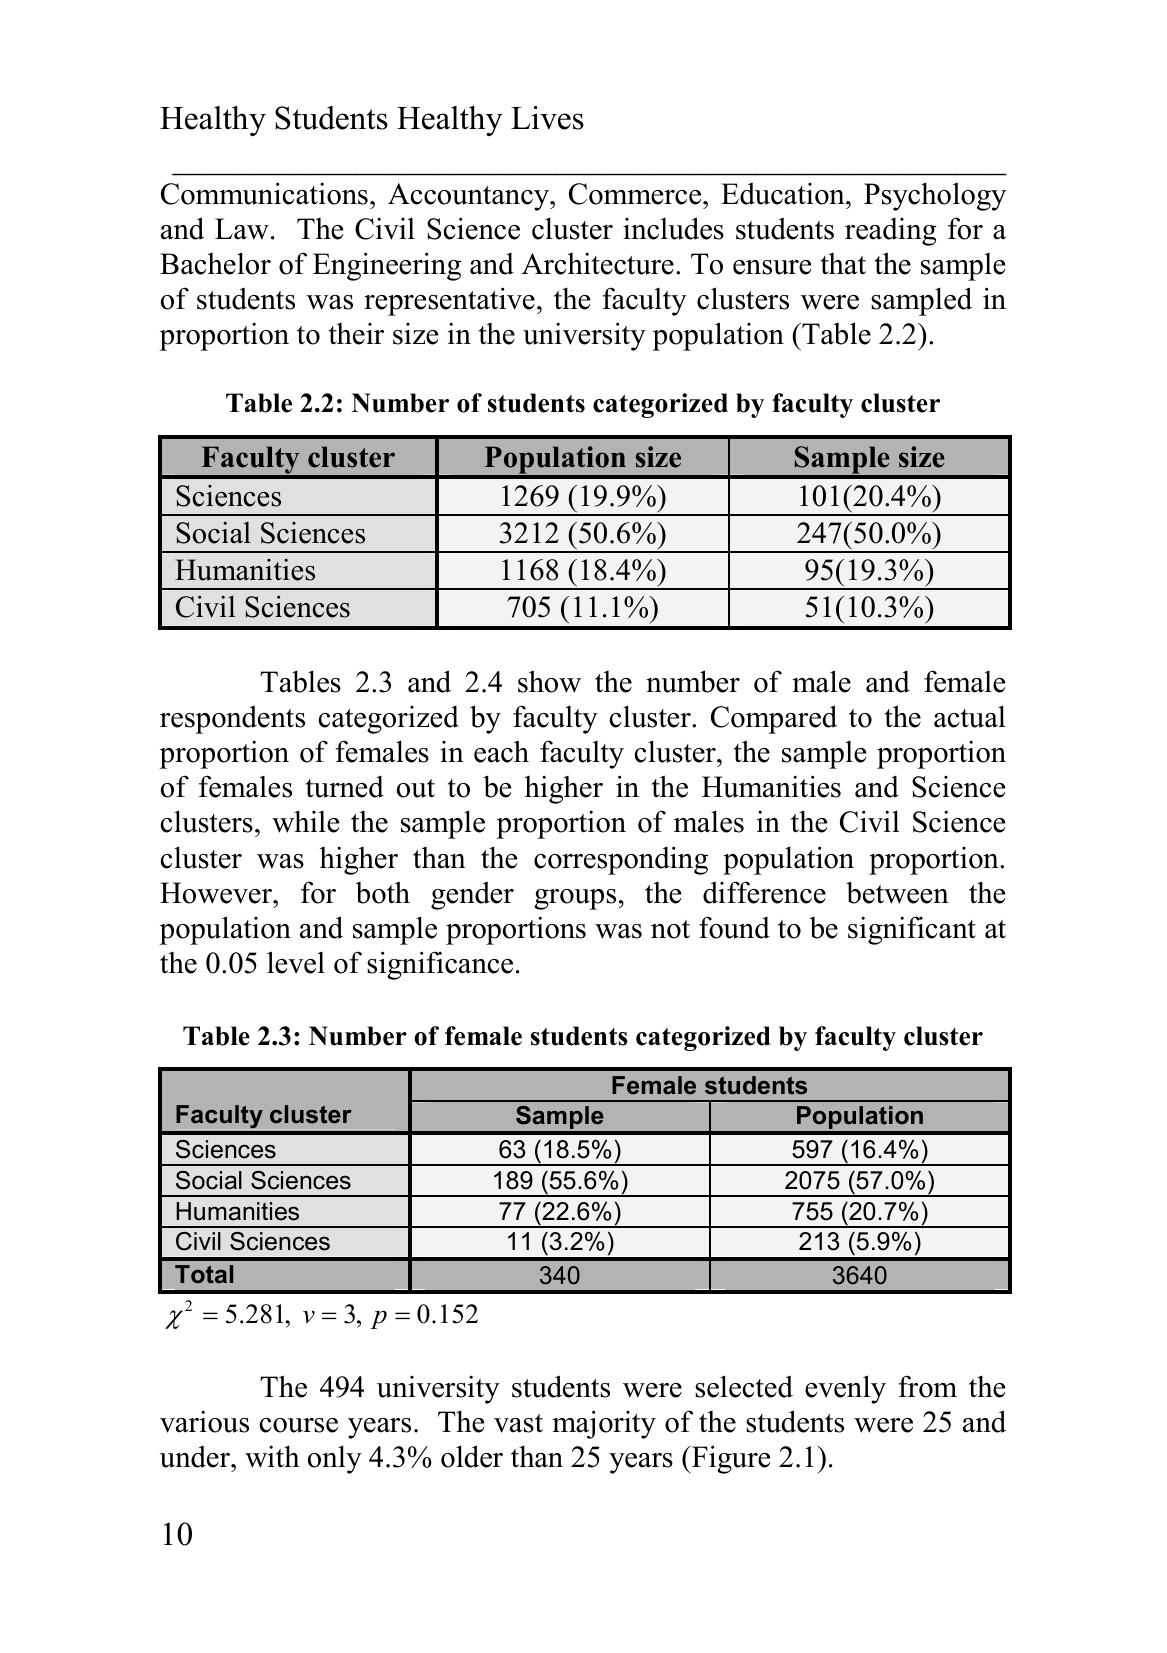 Healthy Students Healthy Lives
Communications, Accountancy, Commerce, Education, Psychology
and Law.  The Civil Science cluster includes students reading for a
Bachelor of Engineering and Architecture. To ensure that the sample
of students was representative, the faculty clusters were sampled in
proportion to their size in the university population (Table 2.2).
Table 2.2: Number of students categorized by faculty cluster
Faculty cluster Population size Sample size
Sciences 1269 (19.9%) 101(20.4%)
Social Sciences 3212 (50.6%) 247(50.0%)
Humanities 1168 (18.4%) 95(19.3%)
Civil Sciences 705 (11.1%) 51(10.3%)
Tables 2.3 and 2.4 show the number of male and female
respondents categorized by faculty cluster. Compared to the actual
proportion of females in each faculty cluster, the sample proportion
of females turned out to be higher in the Humanities and Science
clusters, while the sample proportion of males in the Civil Science
cluster was higher than the corresponding population proportion.
However, for both gender groups, the difference between the
population and sample proportions was not found to be significant at
the 0.05 level of significance.
Table 2.3: Number of female students categorized by faculty cluster
Female students
Faculty cluster Sample Population
Sciences 63 (18.5%) 597 (16.4%)
Social Sciences 189 (55.6%) 2075 (57.0%)
Humanities 77 (22.6%) 755 (20.7%)
Civil Sciences 11 (3.2%) 213 (5.9%)
Total 340 3640
χ² = 5.281, v = 3, p = 0.152
The 494 university students were selected evenly from the
various course years.  The vast majority of the students were 25 and
under, with only 4.3% older than 25 years (Figure 2.1).
10